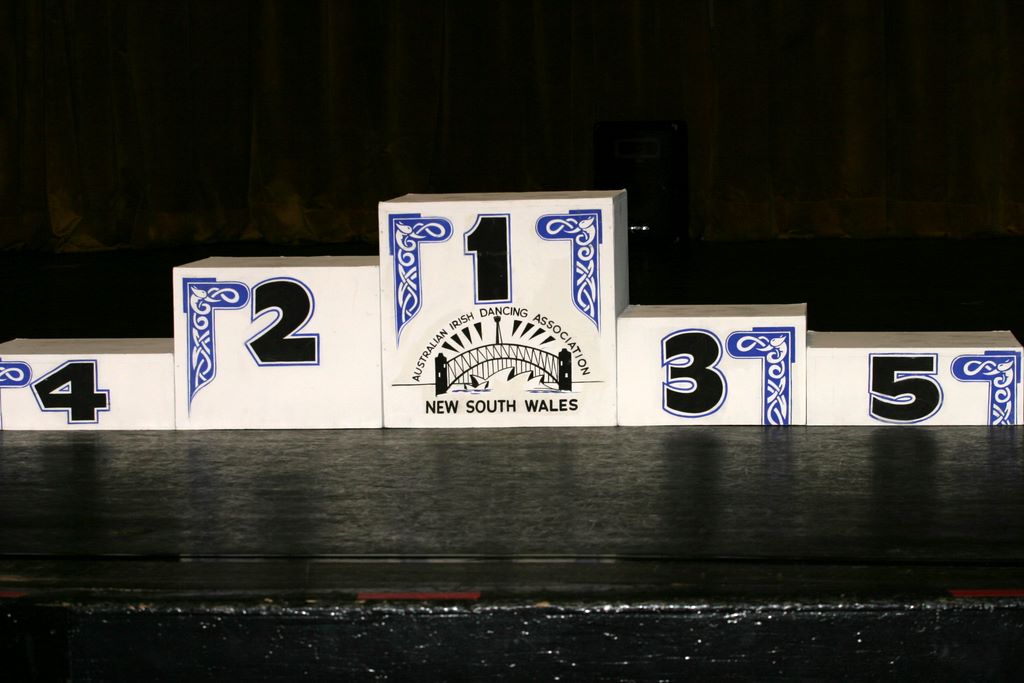 4
2
1
AUSTRALIAN IRISH DANCING ASSOCIATION
NEW SOUTH WALES
3
5